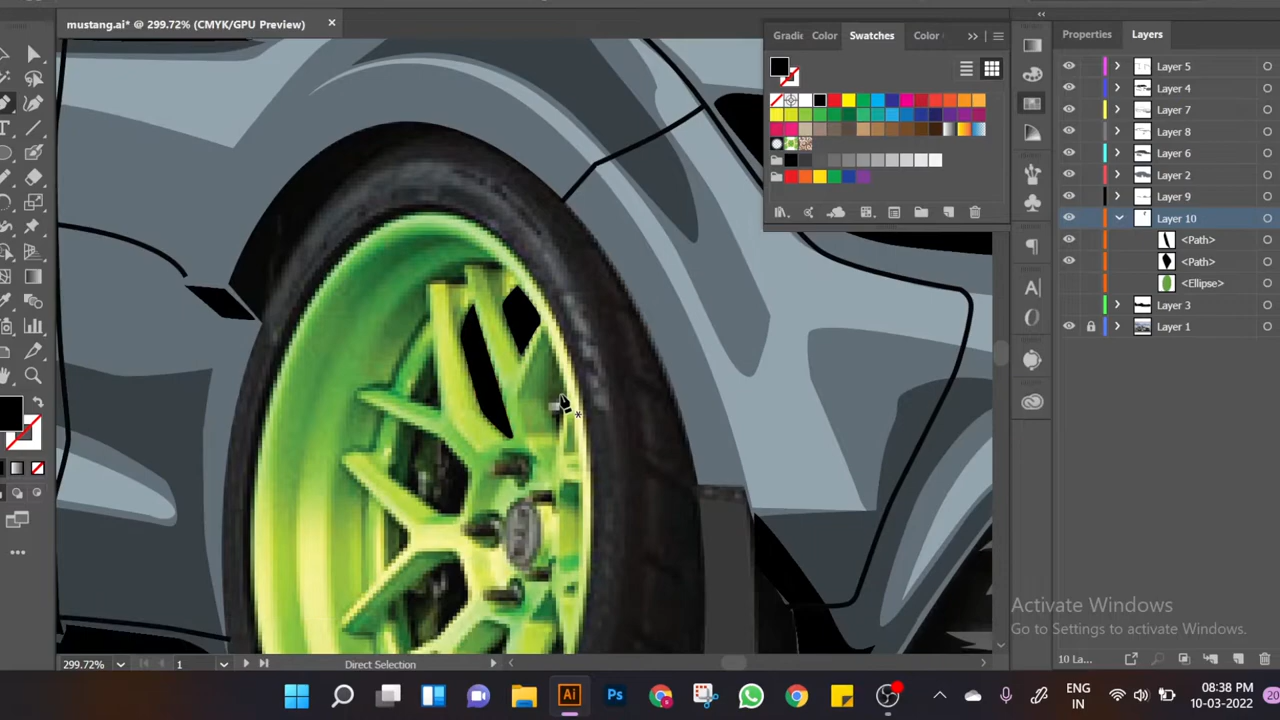 mustang.ai* @ 299.72% (CMYK/GPU Preview)
Color
Swatches
Color
Properties
Layers
Layer 5
Layer 4
Layer 7
Layer 8
Layer 6
Layer 2
Layer 9
Layer 10
<Path>
<Path>
<Ellipse>
Layer 3
Layer 1
Activate Windows
Go to Settings to activate Windows.
299.72%
1
Direct Selection
10 La...
Ai
Ps
ENG
IN
08:38 PM
10-03-2022
20